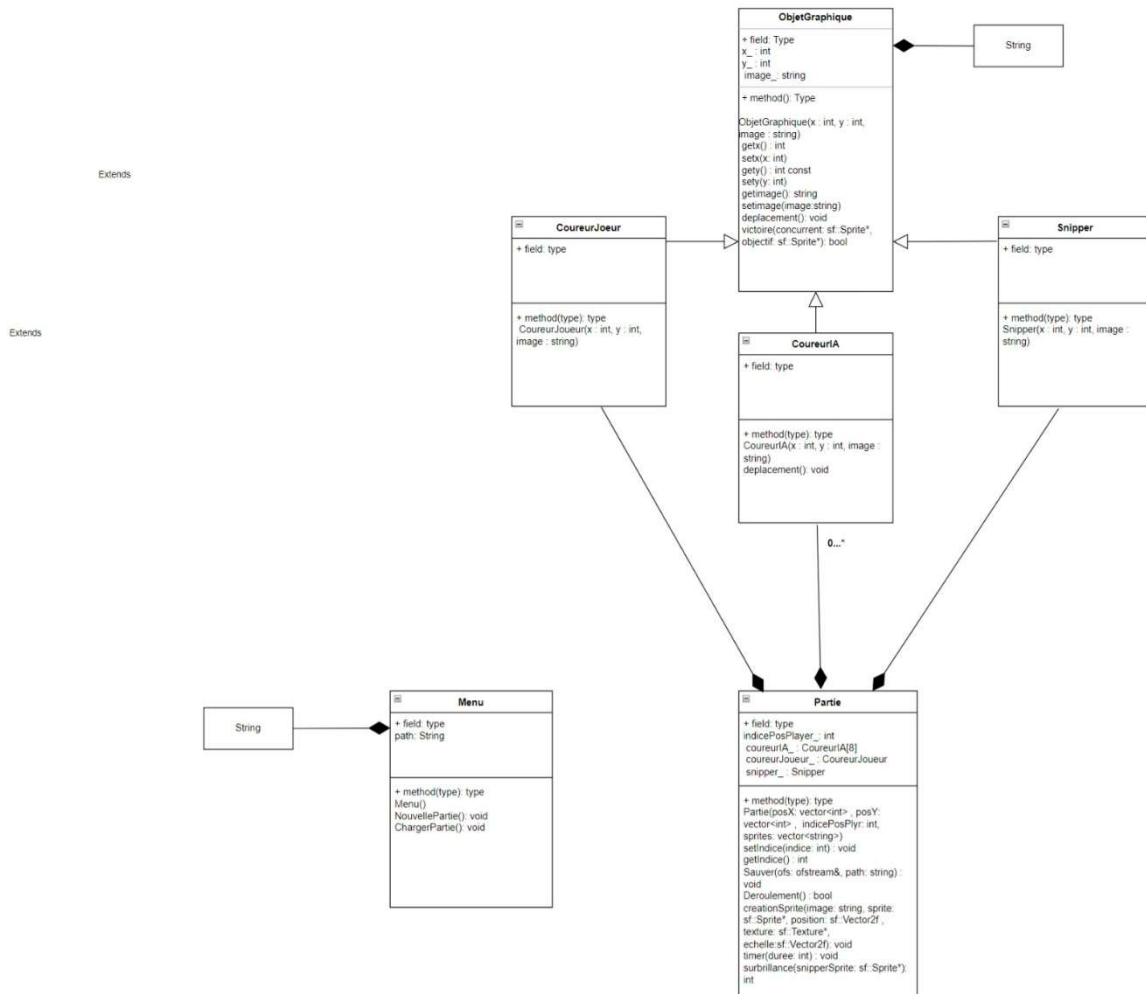 ObjetGraphique
+ field: Type
x_ : int
y_ : int
image_: string
+ method(): Type
ObjetGraphique(x : int, y : int,
image : string)
getx() : int
setx(x: int)
gety() : int const
sety(y: int)
getimage(): string
setimage(image:string)
deplacement(): void
victoire(concurrent: sf::Sprite*,
objectif: sf::Sprite*): bool
String
Extends
Extends
CoureurJoeur
+ field: type
+ method(type): type
CoureurJoueur(x : int, y : int,
image : string)
CoureurIA
+ field: type
+ method(type): type
CoureurIA(x : int, y : int, image :
string)
deplacement(): void
Snipper
+ field: type
+ method(type): type
Snipper(x : int, y : int, image :
string)
0...*
String
Menu
+ field: type
path: String
+ method(type): type
Menu()
NouvellePartie(): void
ChargerPartie(): void
Partie
+ field: type
indicePosPlayer_: int
coureurIA_ : CoureurIA[8]
coureurJoueur_ : CoureurJoueur
snipper_ : Snipper
+ method(type): type
Partie(posX: vector<int> , posY:
vector<int> , indicePosPlyr: int,
sprites: vector<string>)
setIndice(indice: int) : void
getIndice() : int
Sauver(ofs: ofstream&, path: string) :
void
Deroulement() : bool
creationSprite(image: string, sprite:
sf::Sprite*, position: sf::Vector2f ,
texture: sf::Texture*,
echelle:sf::Vector2f): void
timer(duree: int) : void
surbrillance(snipperSprite: sf::Sprite*):
int